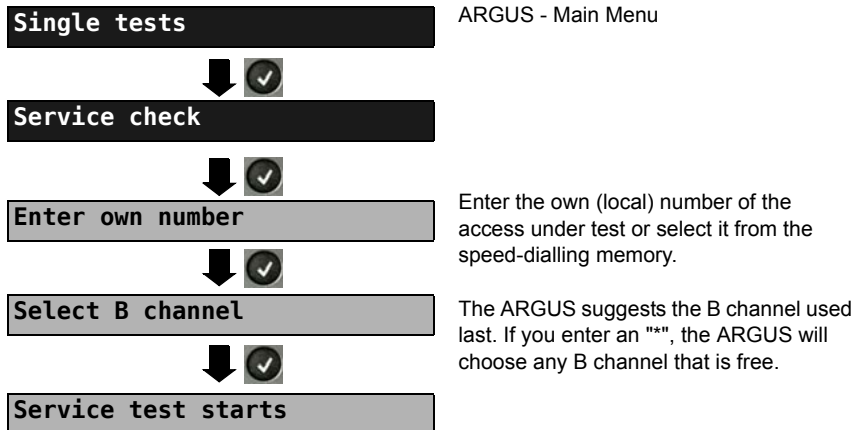 Single tests
ARGUS - Main Menu
Service check
Enter own number
Enter the own (local) number of the
access under test or select it from the
speed-dialling memory.
Select B channel
The ARGUS suggests the B channel used
last. If you enter an "*", the ARGUS will
choose any B channel that is free.
Service test starts